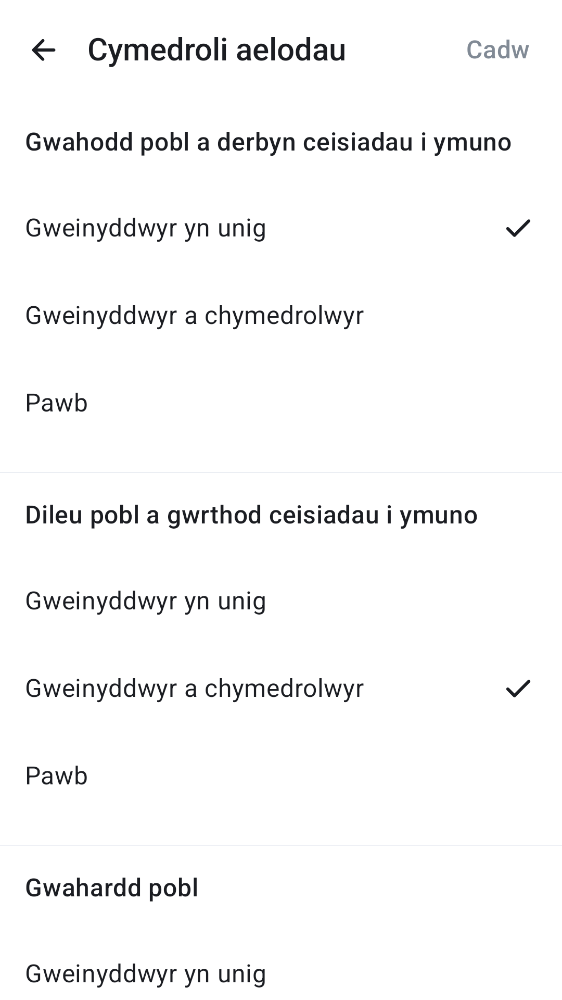 Cymedroli aelodau
Cadw
Gwahodd pobl a derbyn ceisiadau i ymuno
Gweinyddwyr yn unig
Gweinyddwyr a chymedrolwyr
Pawb
Dileu pobl a gwrthod ceisiadau i ymuno
Gweinyddwyr yn unig
Gweinyddwyr a chymedrolwyr
Pawb
Gwahardd pobl
Gweinyddwyr yn unig